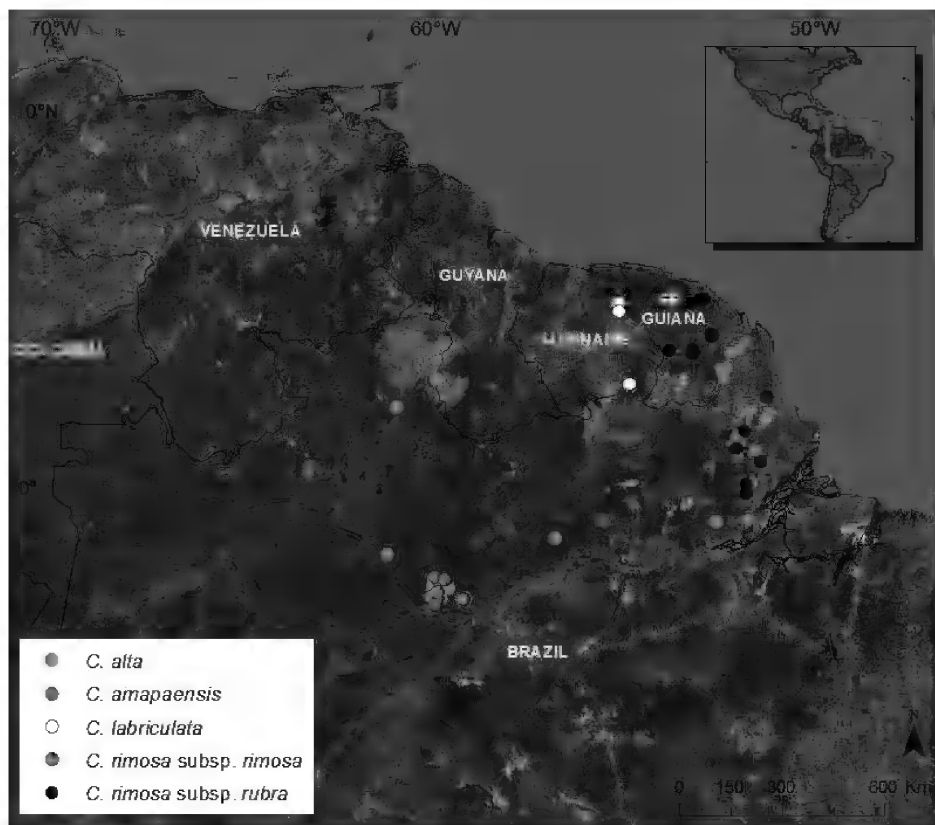 70°W
60°W
50°W
0°N
VENEZUELA
GUYANA
GUIANA
BRAZIL
C. alta
C. amapaensis
C. labriculata
C. rimosa subsp. rimosa
C. rimosa subsp. rubra
0 150 300 600 Km